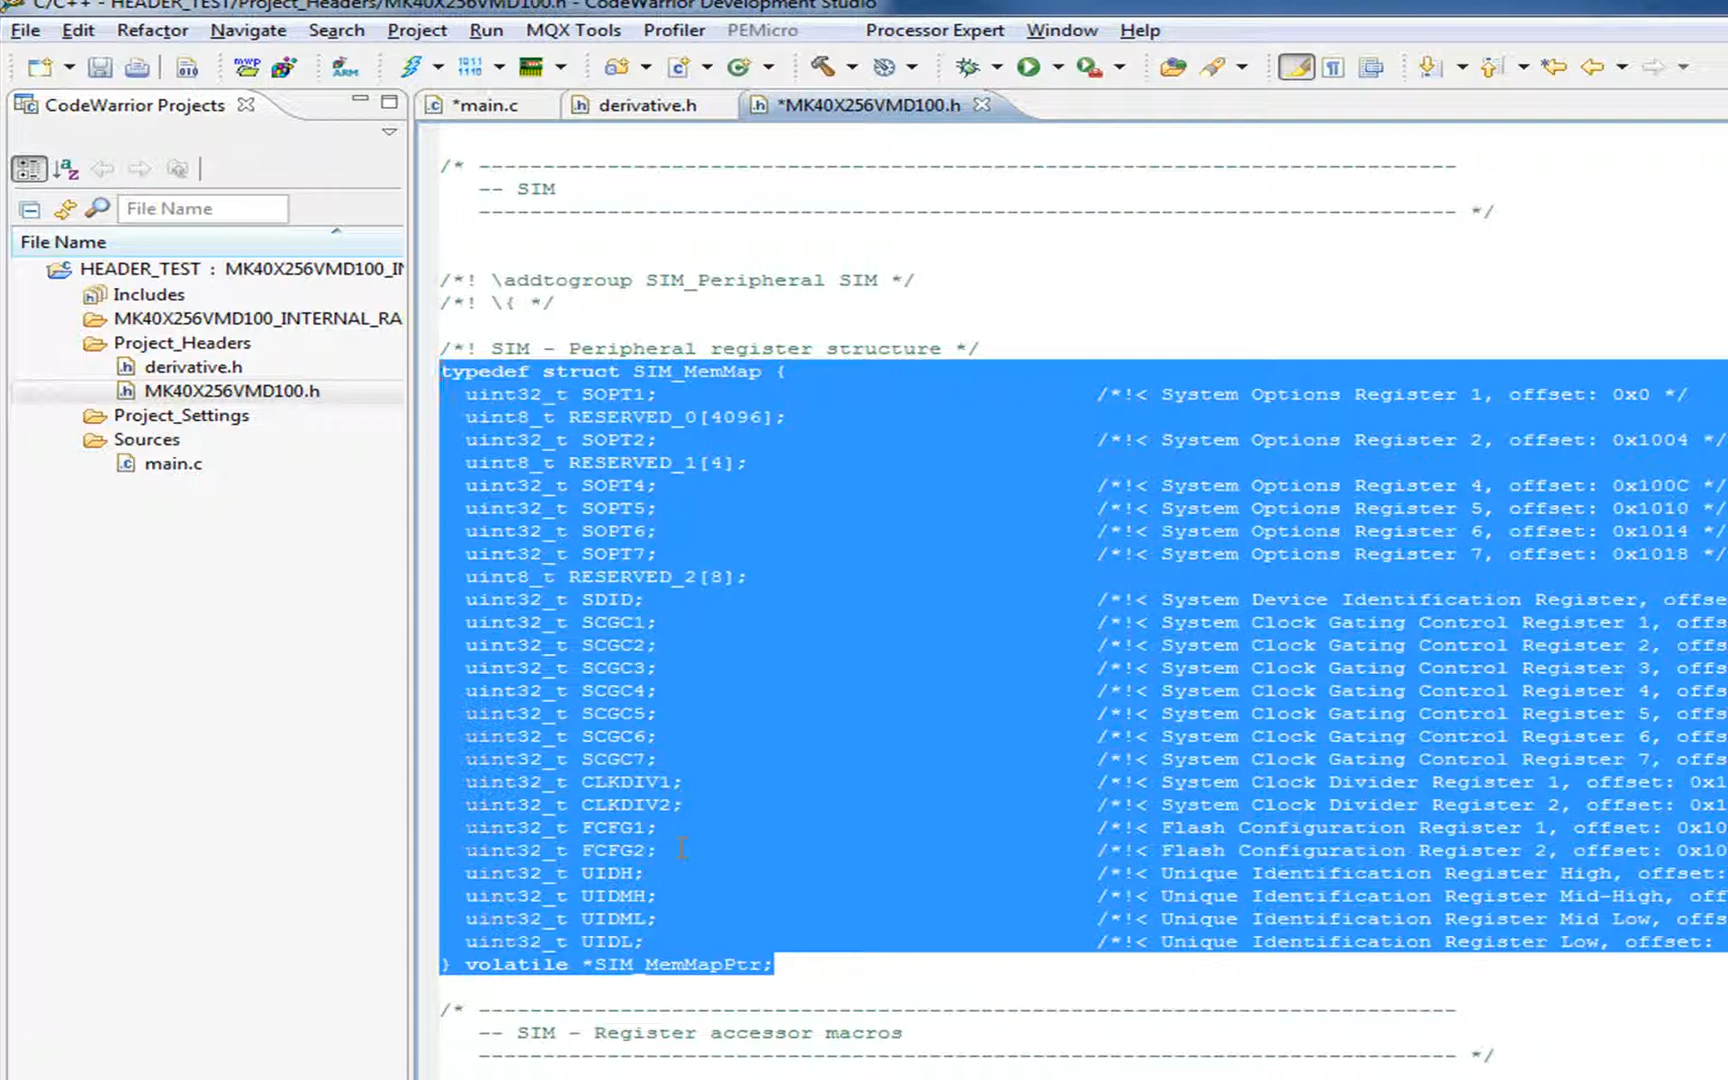 C/C++ - HEADER_TEST/Project_Headers/MK40X256VMD100.h - CodeWarrior Development Studio
File Edit Refactor Navigate Search Project Run MQX Tools Profiler PEMicro Processor Expert Window Help
CodeWarrior Projects
*main.c
derivative.h
*MK40X256VMD100.h
File Name
File Name
HEADER_TEST : MK40X256VMD100_IN
Includes
MK40X256VMD100_INTERNAL_RA
Project_Headers
derivative.h
MK40X256VMD100.h
Project_Settings
Sources
main.c
/* ----------------------------------------------------------------------------
-- SIM
---------------------------------------------------------------------------- */
/*! \addtogroup SIM_Peripheral SIM */
/*! \{ */
/*! SIM - Peripheral register structure */
typedef struct SIM_MemMap {
uint32_t SOPT1; /*!< System Options Register 1, offset: 0x0 */
uint8_t RESERVED_0[4096];
uint32_t SOPT2; /*!< System Options Register 2, offset: 0x1004 */
uint8_t RESERVED_1[4];
uint32_t SOPT4; /*!< System Options Register 4, offset: 0x100C */
uint32_t SOPT5; /*!< System Options Register 5, offset: 0x1010 */
uint32_t SOPT6; /*!< System Options Register 6, offset: 0x1014 */
uint32_t SOPT7; /*!< System Options Register 7, offset: 0x1018 */
uint8_t RESERVED_2[8];
uint32_t SDID; /*!< System Device Identification Register, offse
uint32_t SCGC1; /*!< System Clock Gating Control Register 1, offs
uint32_t SCGC2; /*!< System Clock Gating Control Register 2, offs
uint32_t SCGC3; /*!< System Clock Gating Control Register 3, offs
uint32_t SCGC4; /*!< System Clock Gating Control Register 4, offs
uint32_t SCGC5; /*!< System Clock Gating Control Register 5, offs
uint32_t SCGC6; /*!< System Clock Gating Control Register 6, offs
uint32_t SCGC7; /*!< System Clock Gating Control Register 7, offs
uint32_t CLKDIV1; /*!< System Clock Divider Register 1, offset: 0x1
uint32_t CLKDIV2; /*!< System Clock Divider Register 2, offset: 0x1
uint32_t FCFG1; /*!< Flash Configuration Register 1, offset: 0x10
uint32_t FCFG2; /*!< Flash Configuration Register 2, offset: 0x10
uint32_t UIDH; /*!< Unique Identification Register High, offset:
uint32_t UIDMH; /*!< Unique Identification Register Mid-High, off
uint32_t UIDML; /*!< Unique Identification Register Mid Low, offs
uint32_t UIDL; /*!< Unique Identification Register Low, offset:
} volatile *SIM_MemMapPtr;
/* ----------------------------------------------------------------------------
-- SIM - Register accessor macros
---------------------------------------------------------------------------- */